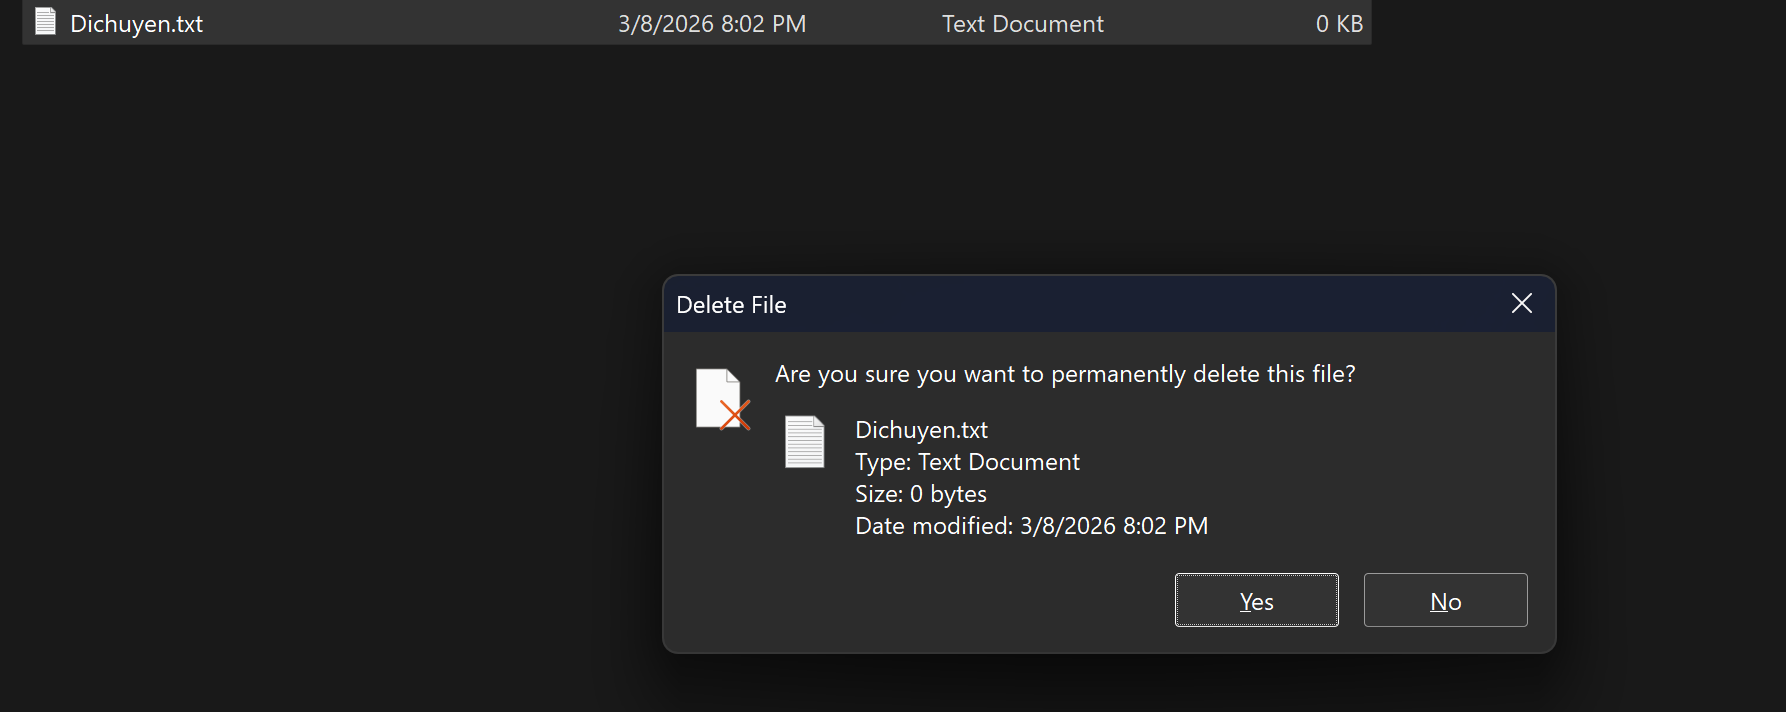 Dichuyen.txt 3/8/2026 8:02 PM Text Document 0 KB
Delete File
Are you sure you want to permanently delete this file?
Dichuyen.txt
Type: Text Document
Size: 0 bytes
Date modified: 3/8/2026 8:02 PM
Yes No